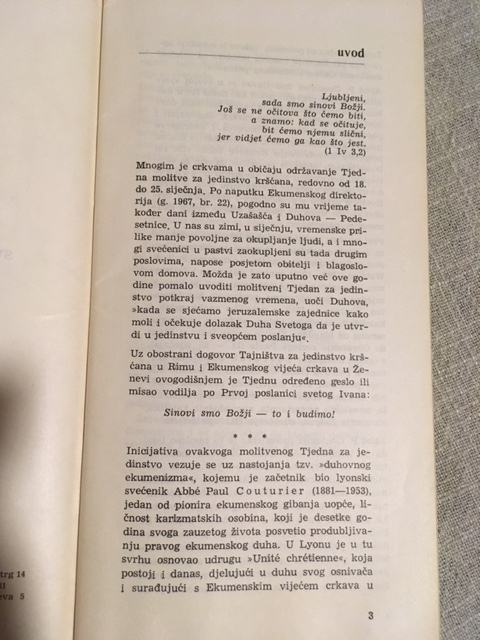 uvod
Ljubljeni,
sada smo sinovi Božji.
Još se ne očitova što ćemo biti,
a znamo: kad se očituje,
bit ćemo njemu slični,
jer vidjet ćemo ga kao što jest.
(1 Iv 3,2)
Mnogim je crkvama u običaju održavanje Tjed-
na molitve za jedinstvo kršćana, redovno od 18.
do 25. siječnja. Po naputku Ekumenskog direkto-
rija (g. 1967, br. 22), pogodno su mu vrijeme ta-
kođer dani između Uzašašća i Duhova — Pede-
setnice. U nas su zimi, u siječnju, vremenske pri-
like manje povoljne za okupljanje ljudi, a i mno-
gi svećenici u pastvi zaokupljeni su tada drugim
poslovima, napose posjetom obitelji i blagoslo-
vom domova. Možda je zato uputno već ove go-
dine pomalo uvoditi molitveni Tjedan za jedin-
stvo potkraj vazmenog vremena, uoči Duhova,
»kada se sjećamo jeruzalemske zajednice kako
moli i očekuje dolazak Duha Svetoga da je utvr-
di u jedinstvu i sveopćem poslanju«.
Uz obostrani dogovor Tajništva za jedinstvo krš-
ćana u Rimu i Ekumenskog vijeća crkava u Že-
nevi ovogodišnjem je Tjednu određeno geslo ili
misao vodilja po Prvoj poslanici svetog Ivana:
Sinovi smo Božji — to i budimo!
* * *
Inicijativa ovakvoga molitvenog Tjedna za je-
dinstvo vezuje se uz nastojanja tzv. »duhovnog
ekumenizma«, kojemu je začetnik bio lyonski
svećenik Abbé Paul Couturier (1881—1953),
jedan od pionira ekumenskog gibanja uopće, li-
čnost karizmatskih osobina, koji je desetke go-
dina svoga zauzetog života posvetio produbljiva-
nju pravog ekumenskog duha. U Lyonu je u tu
svrhu osnovao udrugu »Unité chrétienne«, koja
postoji i danas, djelujući u duhu svog osnivača
i surađujući s Ekumenskim vijećem crkava u
3
trg 14
eva 5